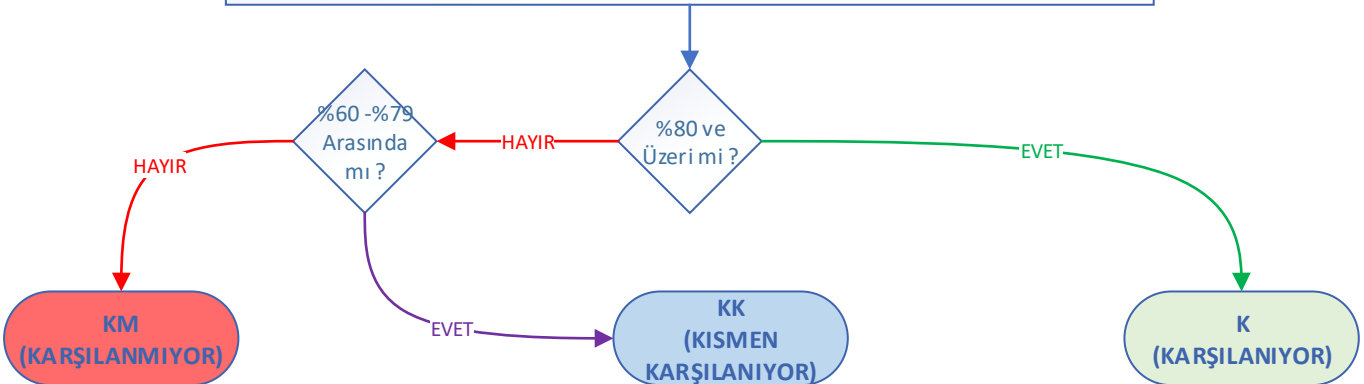 %60 -%79
Arasında
mı ?
HAYIR
%80 ve
Üzeri mi ?
EVET
HAYIR
EVET
KM
(KARŞILANMIYOR)
KK
(KISMEN
KARŞILANIYOR)
K
(KARŞILANIYOR)